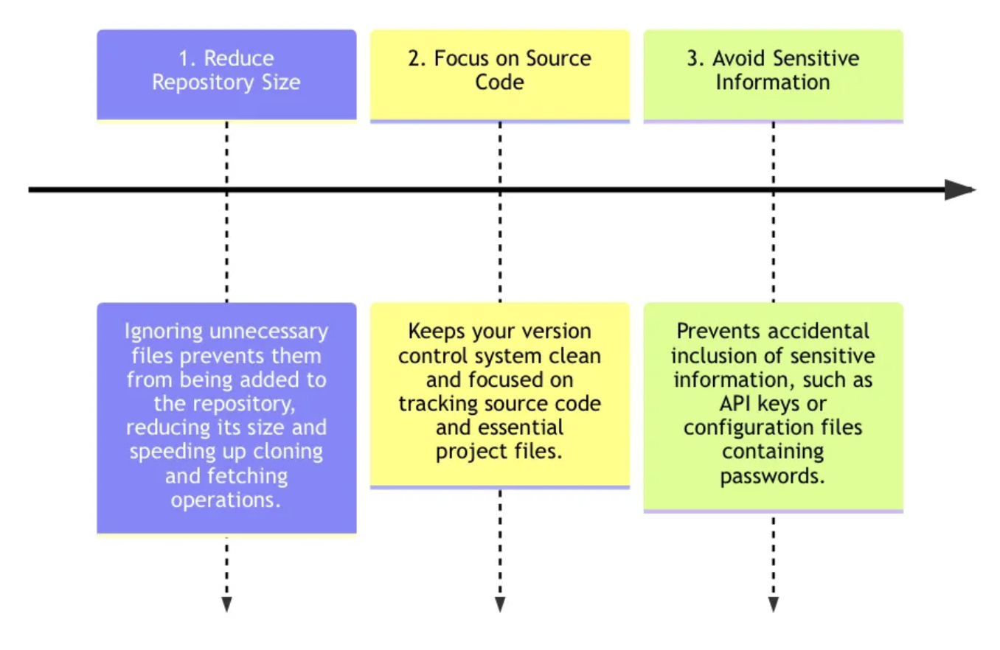 1. Reduce
Repository Size
2. Focus on Source
Code
3. Avoid Sensitive
Information
Ignoring unnecessary
files prevents them
from being added to
the repository,
reducing its size and
speeding up cloning
and fetching
operations.
Keeps your version
control system clean
and focused on
tracking source code
and essential
project files.
Prevents accidental
inclusion of sensitive
information, such as
API keys or
configuration files
containing
passwords.